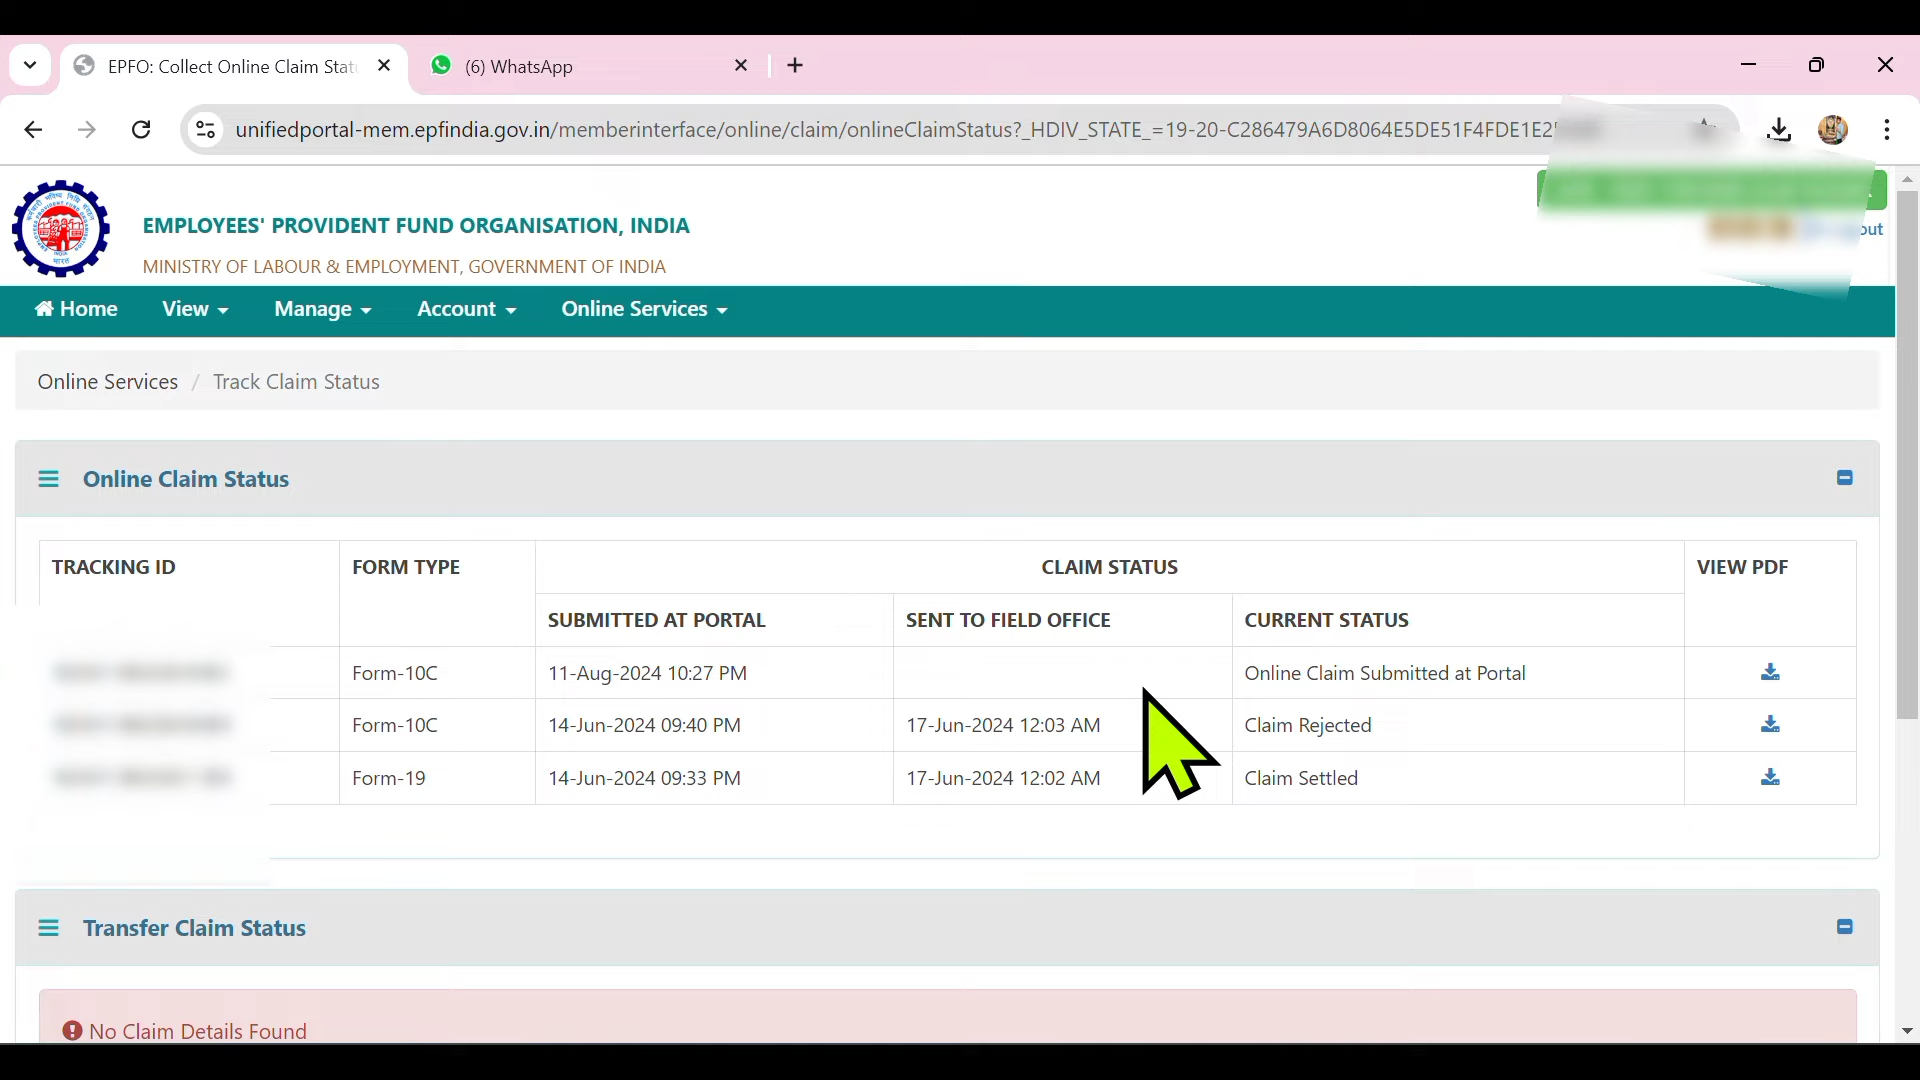 EPFO: Collect Online Claim Stat
(6) WhatsApp
unifiedportal-mem.epfindia.gov.in/memberinterface/online/claim/onlineClaimStatus?_HDIV_STATE_=19-20-C286479A6D8064E5DE51F4FDE1E2
EMPLOYEES' PROVIDENT FUND ORGANISATION, INDIA
MINISTRY OF LABOUR & EMPLOYMENT, GOVERNMENT OF INDIA
out
Home View Manage Account Online Services
Online Services / Track Claim Status
Online Claim Status
TRACKING ID FORM TYPE CLAIM STATUS VIEW PDF
SUBMITTED AT PORTAL SENT TO FIELD OFFICE CURRENT STATUS
Form-10C 11-Aug-2024 10:27 PM Online Claim Submitted at Portal
Form-10C 14-Jun-2024 09:40 PM 17-Jun-2024 12:03 AM Claim Rejected
Form-19 14-Jun-2024 09:33 PM 17-Jun-2024 12:02 AM Claim Settled
Transfer Claim Status
No Claim Details Found